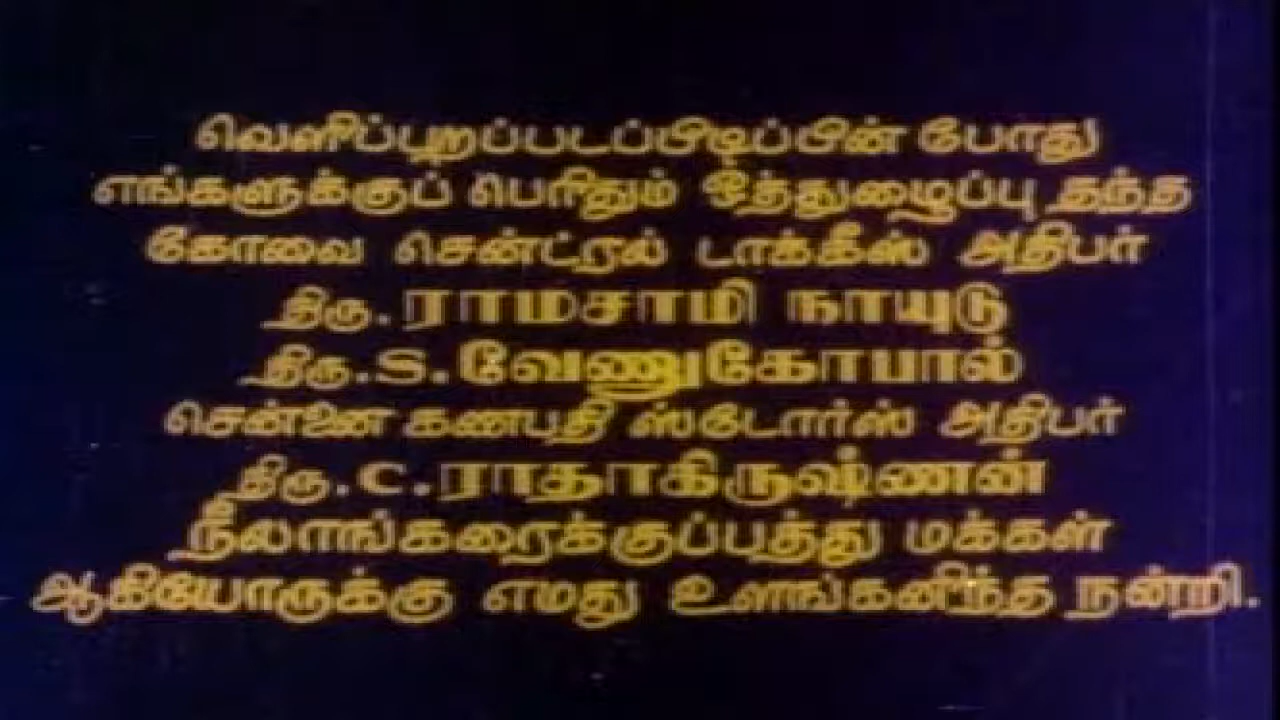 வெளிப்புறப்படப்பிடிப்பின் போது
எங்களுக்குப் பெரிதும் ஒத்துழைப்பு தந்த
கோவை சென்ட்ரல் டாக்கீஸ் அதிபர்
திரு. ராமசாமி நாயுடு
திரு.S.வேணுகோபால்
சென்னை கணபதி ஸ்டோர்ஸ் அதிபர்
திரு.C.ராதாகிருஷ்ணன்
நீலாங்கரைக்குப்பத்து மக்கள்
ஆகியோருக்கு எமது உளங்கனிந்த நன்றி.